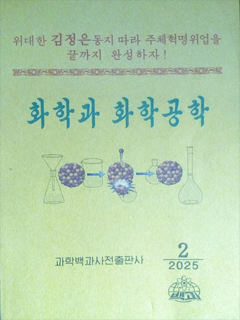 위대한 김정은동지 따라 주체혁명위업을
끝까지 완성하자!
화학과 화학공학
과학백과사전출판사
2
2025
백과